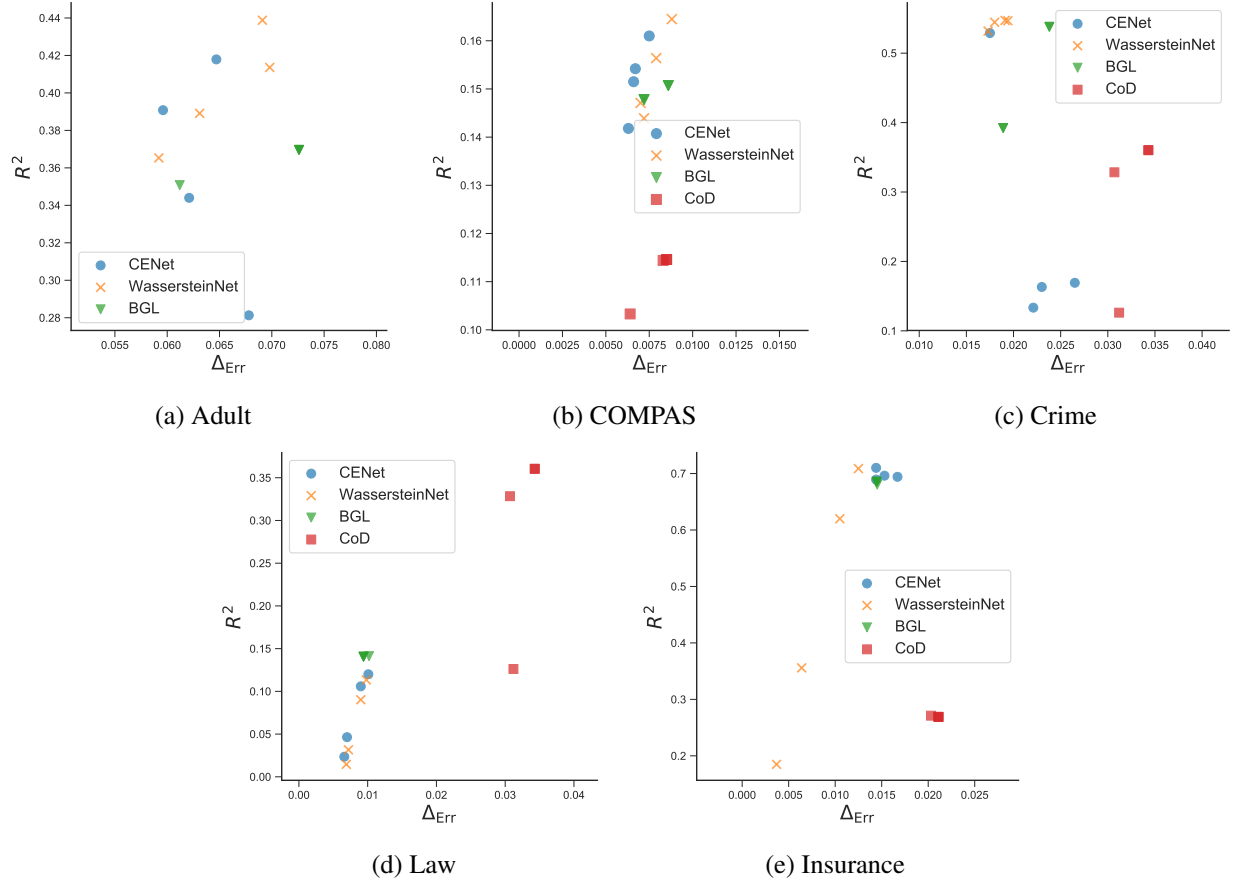 0.44
0.42
0.40
0.38
0.36
0.34
0.32
0.30
0.28
R²
CENet
WassersteinNet
BGL
0.055 0.060 0.065 0.070 0.075 0.080
Δ_Err
(a) Adult
0.16
0.15
0.14
0.13
0.12
0.11
0.10
R²
CENet
WassersteinNet
BGL
CoD
0.0000 0.0025 0.0050 0.0075 0.0100 0.0125 0.0150
Δ_Err
(b) COMPAS
0.5
0.4
0.3
0.2
0.1
R²
CENet
WassersteinNet
BGL
CoD
0.010 0.015 0.020 0.025 0.030 0.035 0.040
Δ_Err
(c) Crime
0.35
0.30
0.25
0.20
0.15
0.10
0.05
0.00
R²
CENet
WassersteinNet
BGL
CoD
0.00 0.01 0.02 0.03 0.04
Δ_Err
(d) Law
0.7
0.6
0.5
0.4
0.3
0.2
R²
CENet
WassersteinNet
BGL
CoD
0.000 0.005 0.010 0.015 0.020 0.025
Δ_Err
(e) Insurance